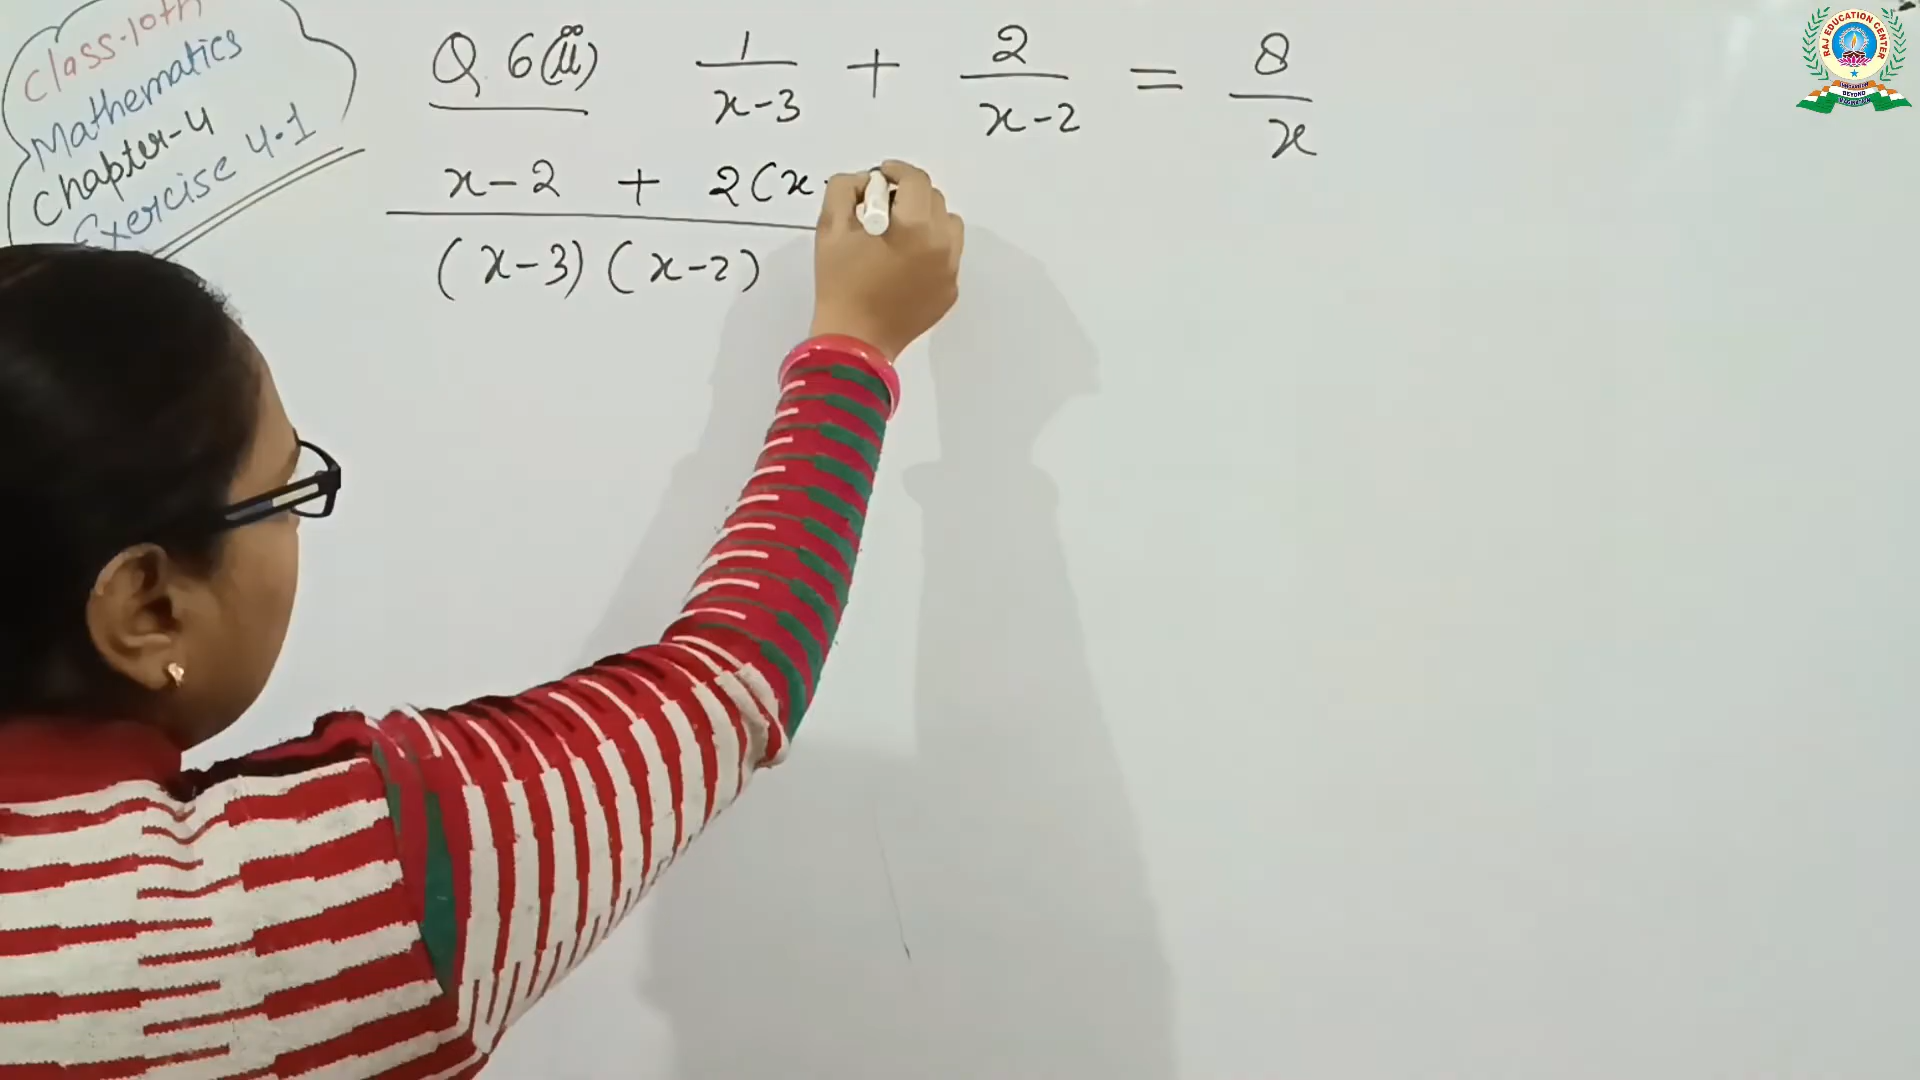 Class-10th
Mathematics
Chapter-4
Exercise 4.1
Q. 6(ii) 1/(x-3) + 2/(x-2) = 8/x
x-2 + 2(x
(x-3)(x-2)
RAJ EDUCATION CENTER
BEYOND